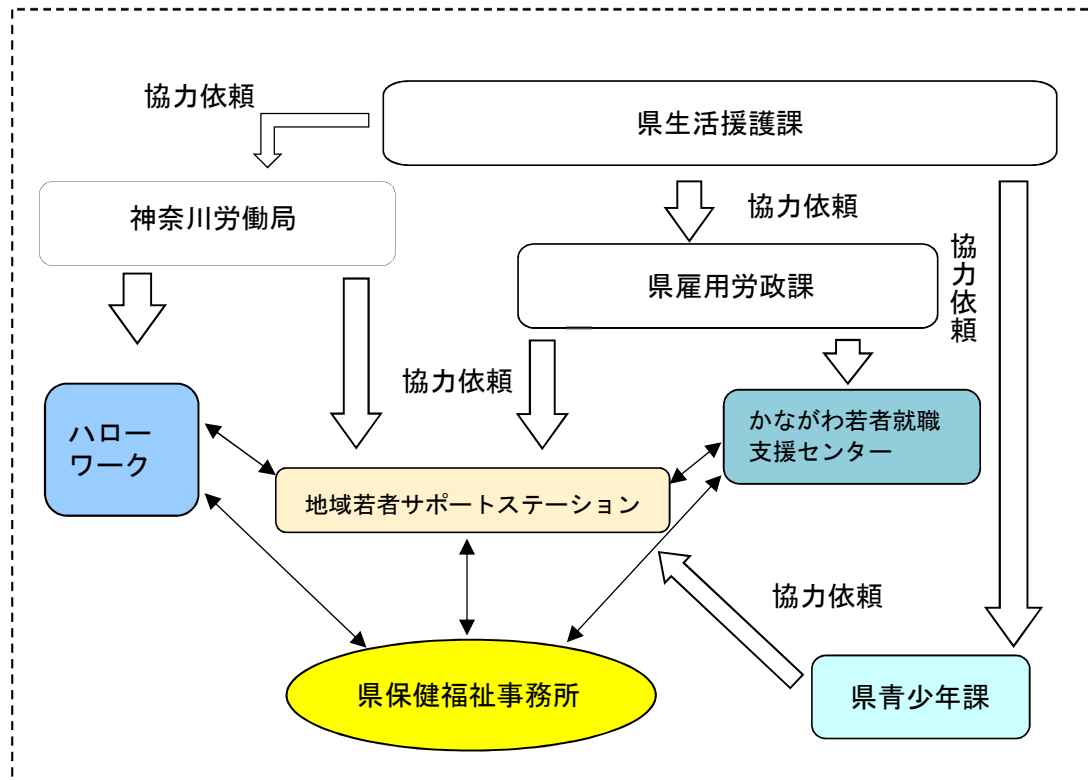 協力依頼
県生活援護課
神奈川労働局
協力依頼
協力依頼
県雇用労政課
協力依頼
ハロー
ワーク
かながわ若者就職
支援センター
地域若者サポートステーション
協力依頼
県保健福祉事務所
県青少年課